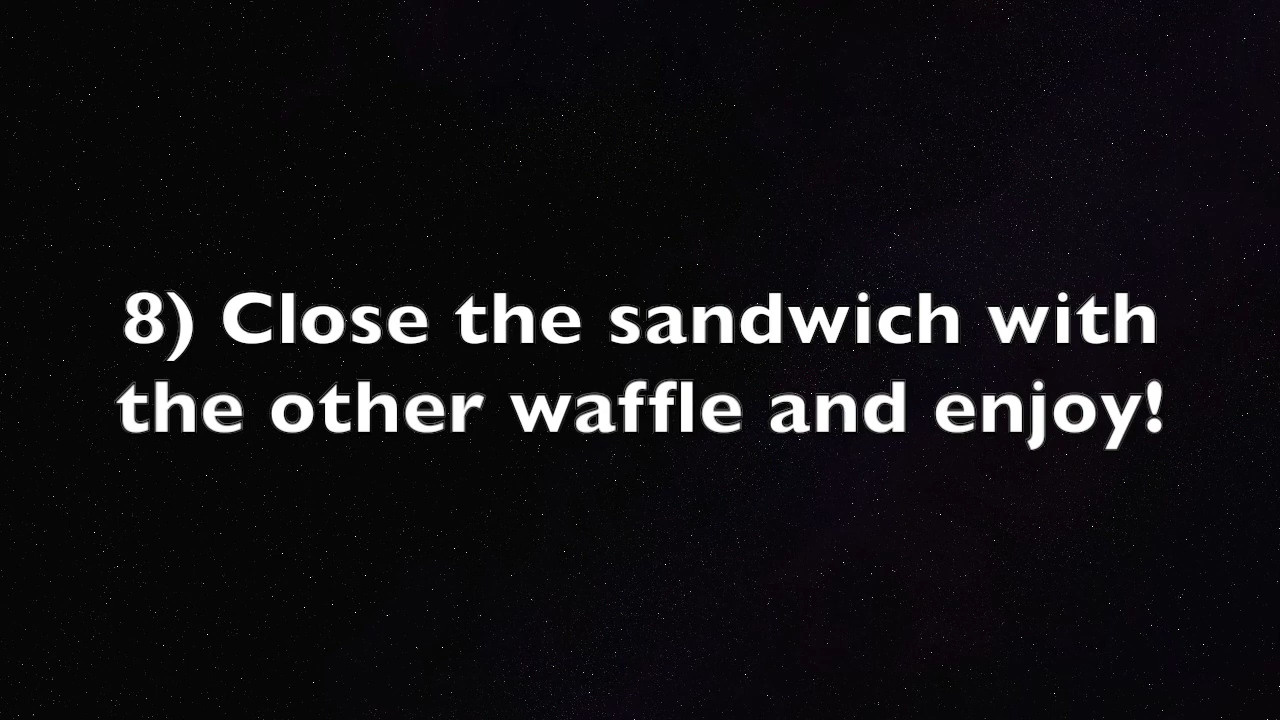 8) Close the sandwich with
the other waffle and enjoy!